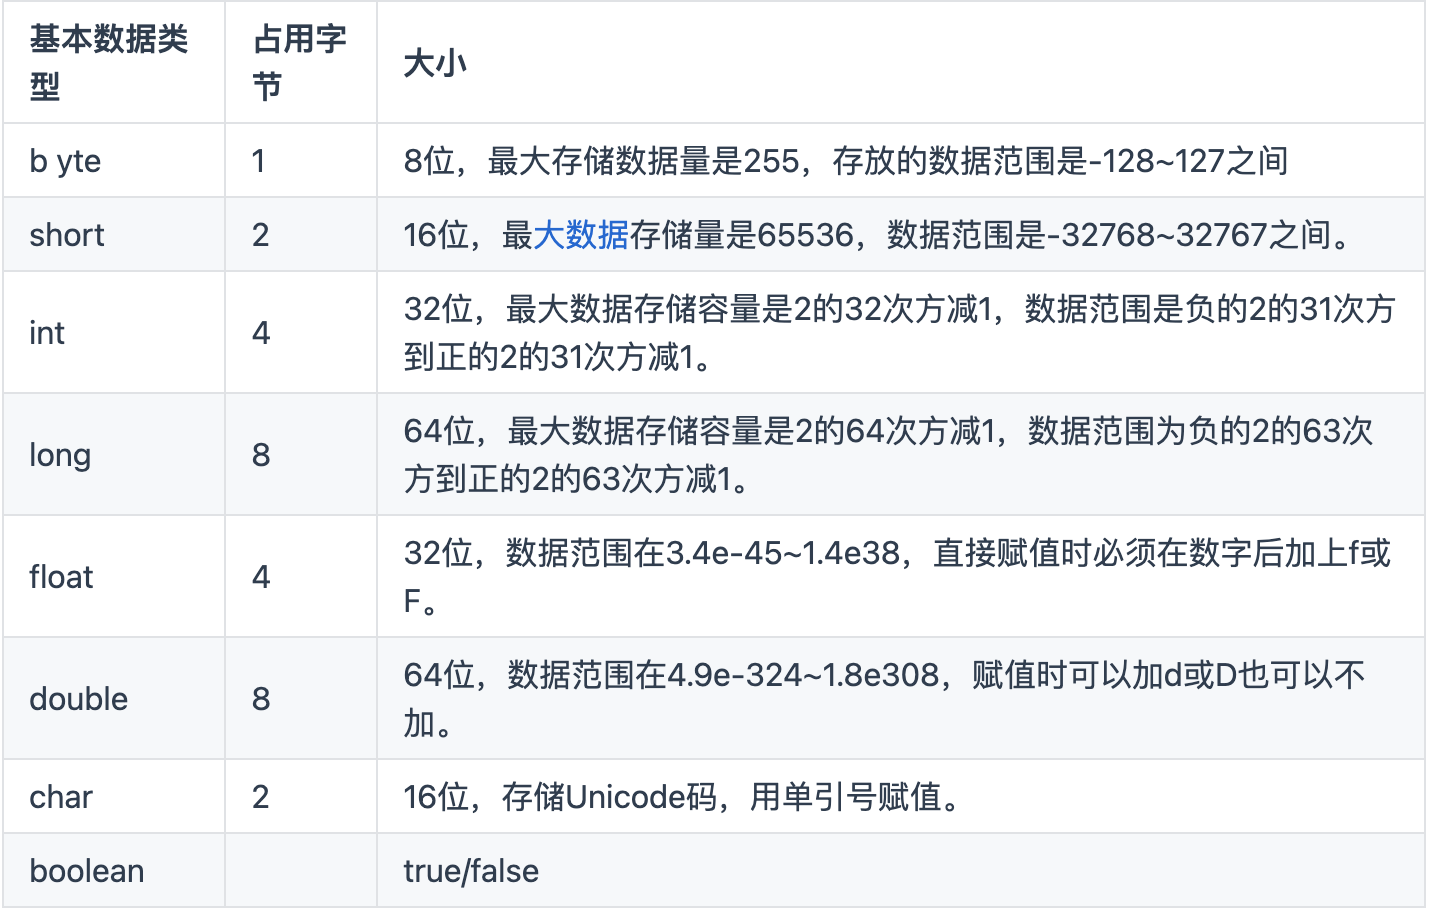 基本数据类
型
占用字
节
大小
b yte
1
8位，最大存储数据量是255，存放的数据范围是-128~127之间
short
2
16位，最大数据存储量是65536，数据范围是-32768~32767之间。
int
4
32位，最大数据存储容量是2的32次方减1，数据范围是负的2的31次方
到正的2的31次方减1。
long
8
64位，最大数据存储容量是2的64次方减1，数据范围为负的2的63次
方到正的2的63次方减1。
float
4
32位，数据范围在3.4e-45~1.4e38，直接赋值时必须在数字后加上f或
F。
double
8
64位，数据范围在4.9e-324~1.8e308，赋值时可以加d或D也可以不
加。
char
2
16位，存储Unicode码，用单引号赋值。
boolean
true/false